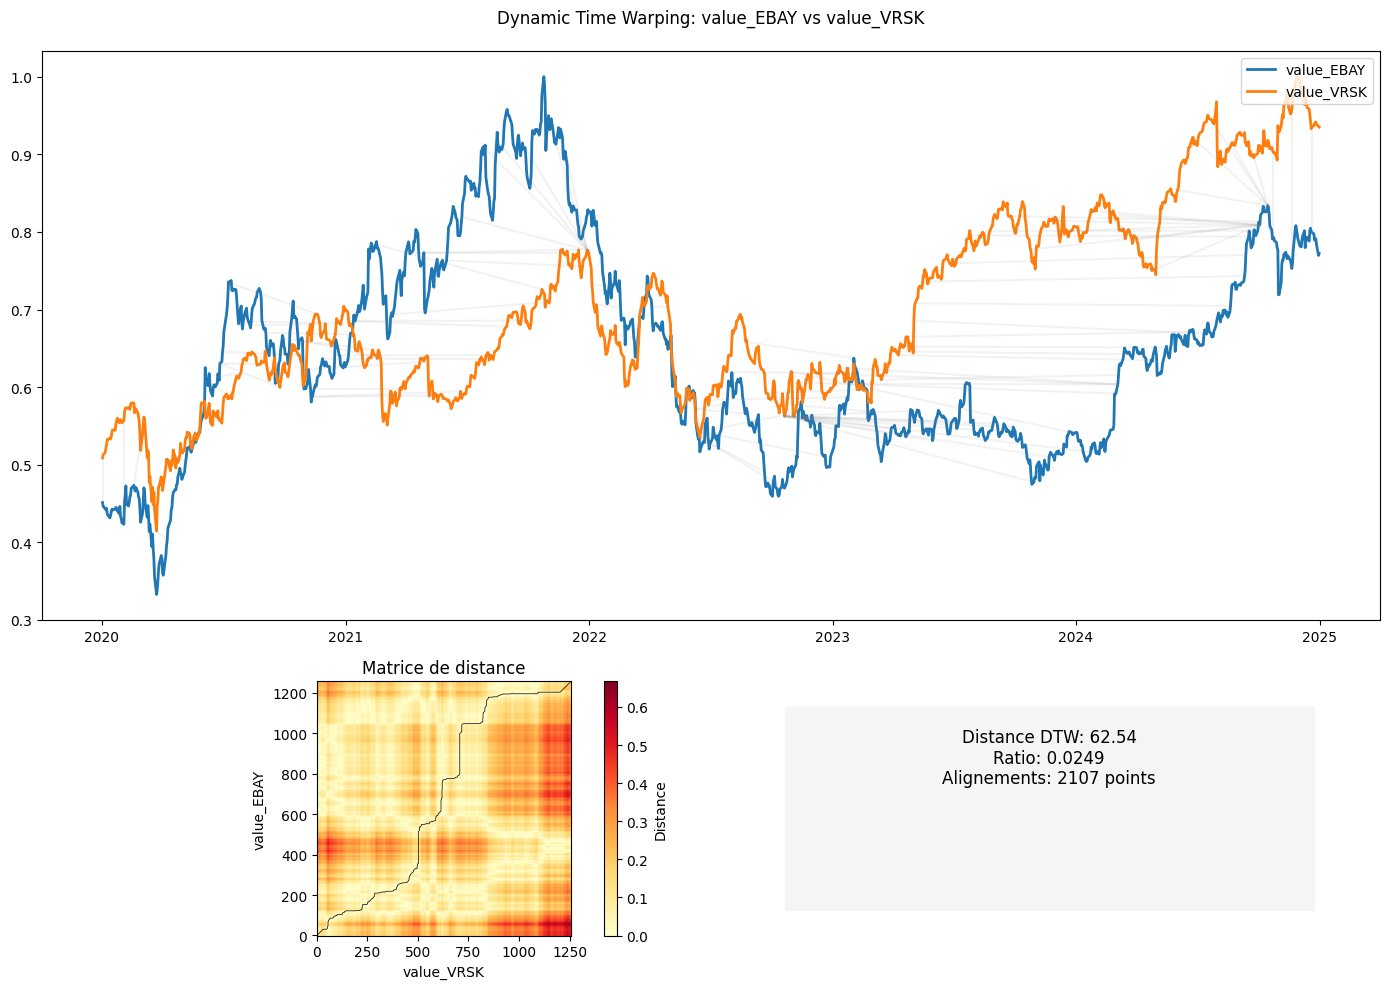 Dynamic Time Warping: value_EBAY vs value_VRSK
value_EBAY
value_VRSK
1.0
0.9
0.8
0.7
0.6
0.5
0.4
0.3
2020 2021 2022 2023 2024 2025
Matrice de distance
value_EBAY
1200
1000
800
600
400
200
0
0 250 500 750 1000 1250
value_VRSK
0.6
0.5
0.4
0.3
0.2
0.1
0.0
Distance
Distance DTW: 62.54
Ratio: 0.0249
Alignements: 2107 points